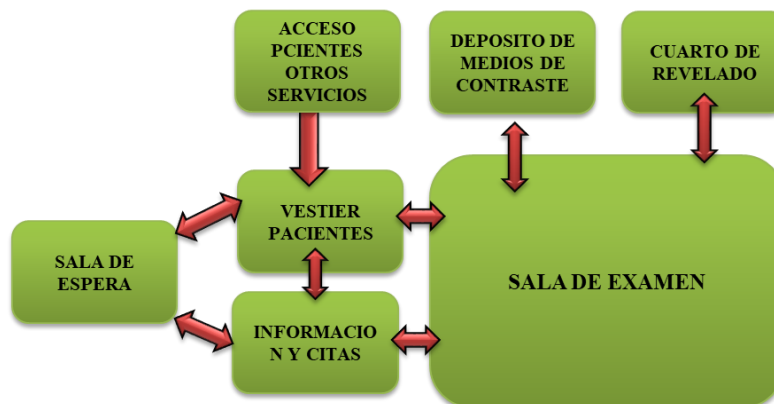 ACCESO
PCIENTES
OTROS
SERVICIOS
DEPOSITO DE
MEDIOS DE
CONTRASTE
CUARTO DE
REVELADO
VESTIER
PACIENTES
SALA DE
ESPERA
SALA DE EXAMEN
INFORMACIO
N Y CITAS